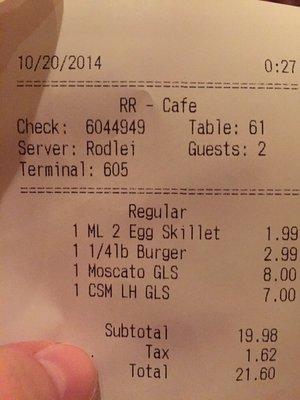 10/20/2014 0:27
RR - Cafe
Check: 6044949 Table: 61
Server: Rodlei Guests: 2
Terminal: 605
Regular
1 ML 2 Egg Skillet 1.99
1 1/4lb Burger 2.99
1 Moscato GLS 8.00
1 CSM LH GLS 7.00
Subtotal 19.98
Tax 1.62
Total 21.60